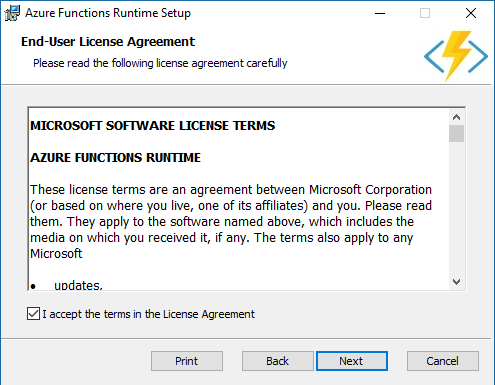 Azure Functions Runtime Setup
End-User License Agreement
Please read the following license agreement carefully
MICROSOFT SOFTWARE LICENSE TERMS
AZURE FUNCTIONS RUNTIME
These license terms are an agreement between Microsoft Corporation
(or based on where you live, one of its affiliates) and you. Please read
them. They apply to the software named above, which includes the
media on which you received it, if any. The terms also apply to any
Microsoft
• updates,
I accept the terms in the License Agreement
Print Back Next Cancel